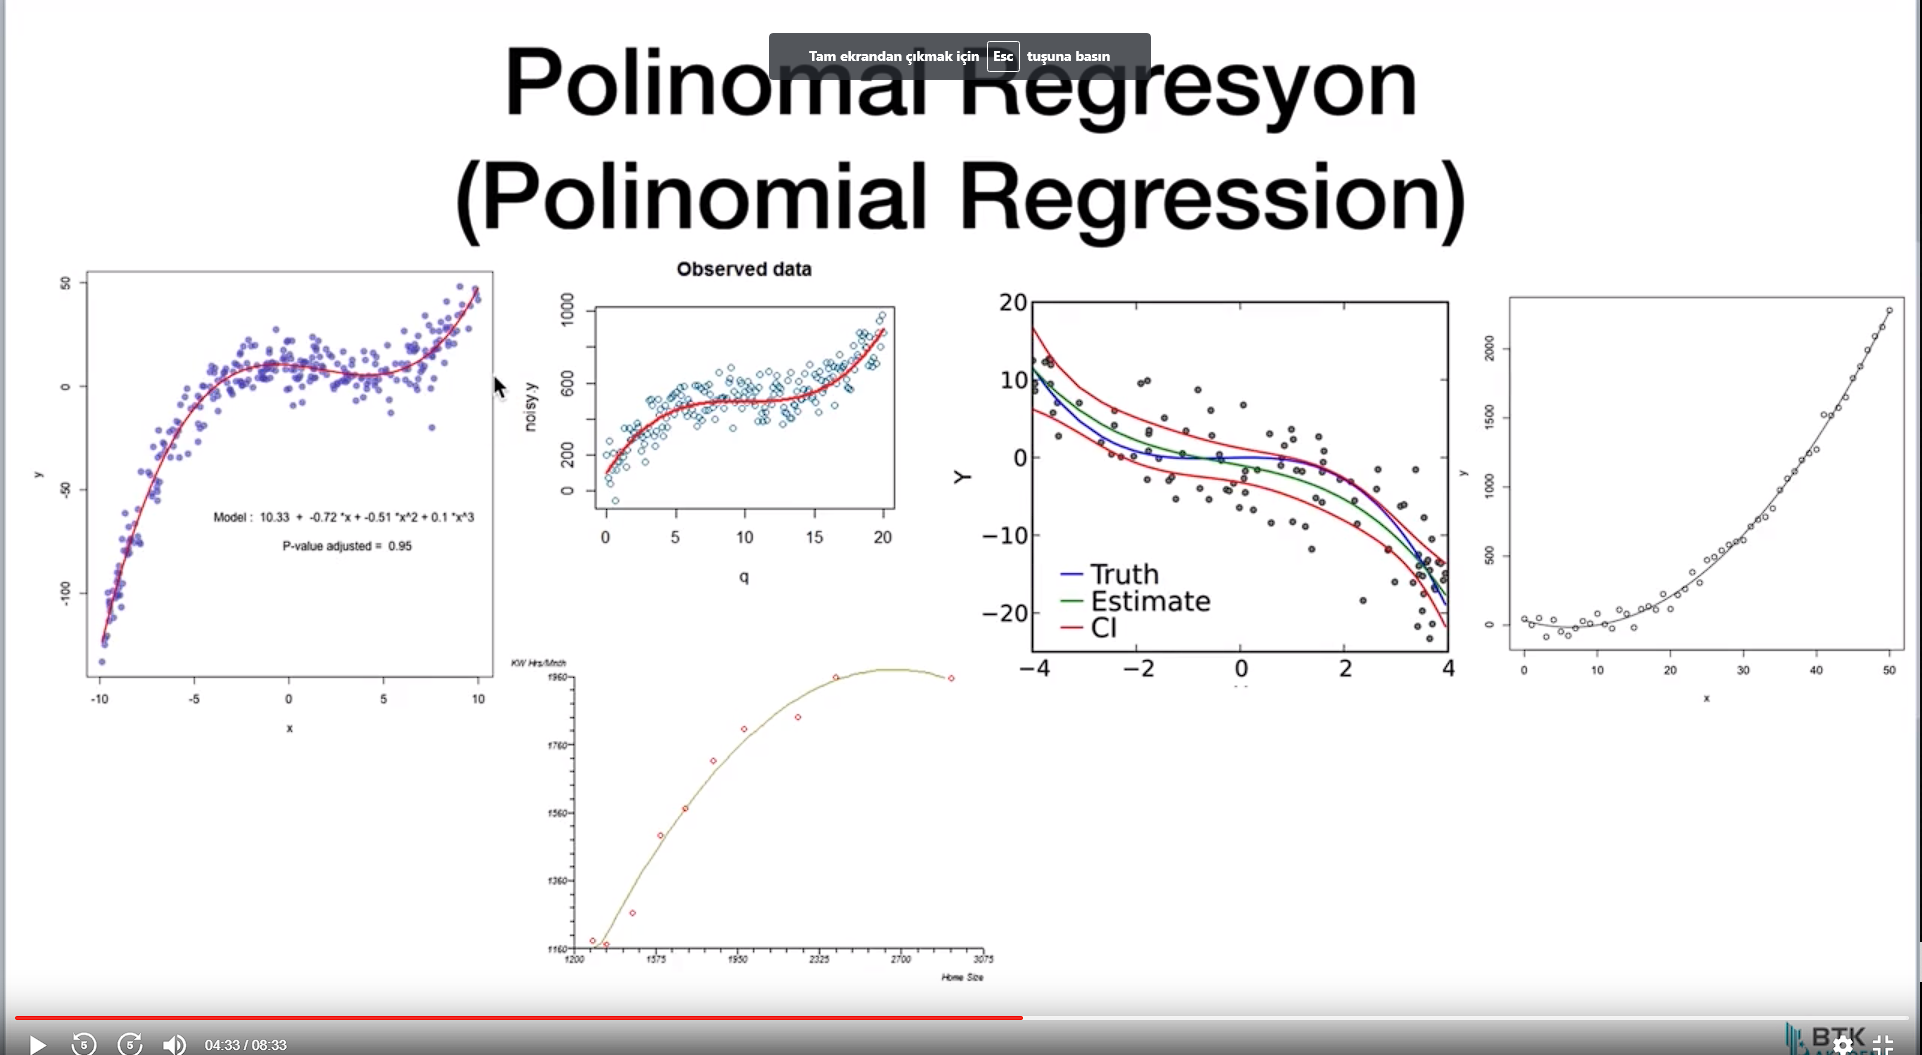 Tam ekrandan çıkmak için Esc tuşuna basın
Polinomal Regresyon
(Polinomial Regression)
50
0
-50
-100
y
Model : 10.33 + -0.72 *x + -0.51 *x^2 + 0.1 *x^3
P-value adjusted = 0.95
-10 -5 0 5 10
x
Observed data
1000
600
200
0
noisy.y
0 5 10 15 20
q
20
10
0
−10
−20
Y
Truth
Estimate
CI
−4 −2 0 2 4
2000
1500
1000
500
0
y
0 10 20 30 40 50
x
KW Hrs/Mnth
1960
1760
1560
1360
1160
1200 1575 1950 2325 2700 3075
Home Size
5 5 04:33 / 08:33
BTK